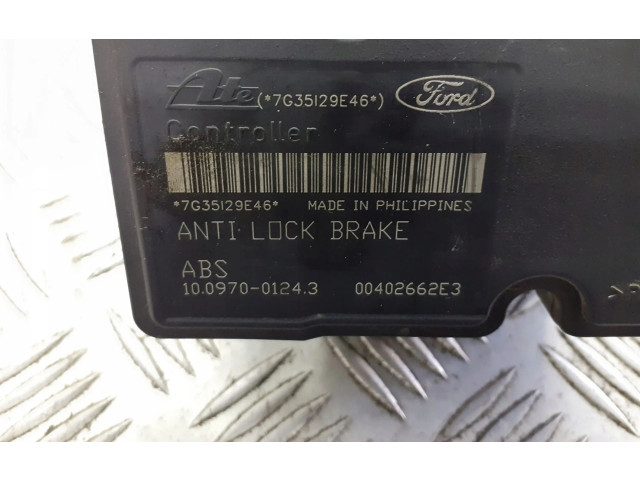 Ate (*7G35I29E46*) Ford
Controller
*7G35I29E46* MADE IN PHILIPPINES
ANTI LOCK BRAKE
ABS
10.0970-0124.3 00402662E3